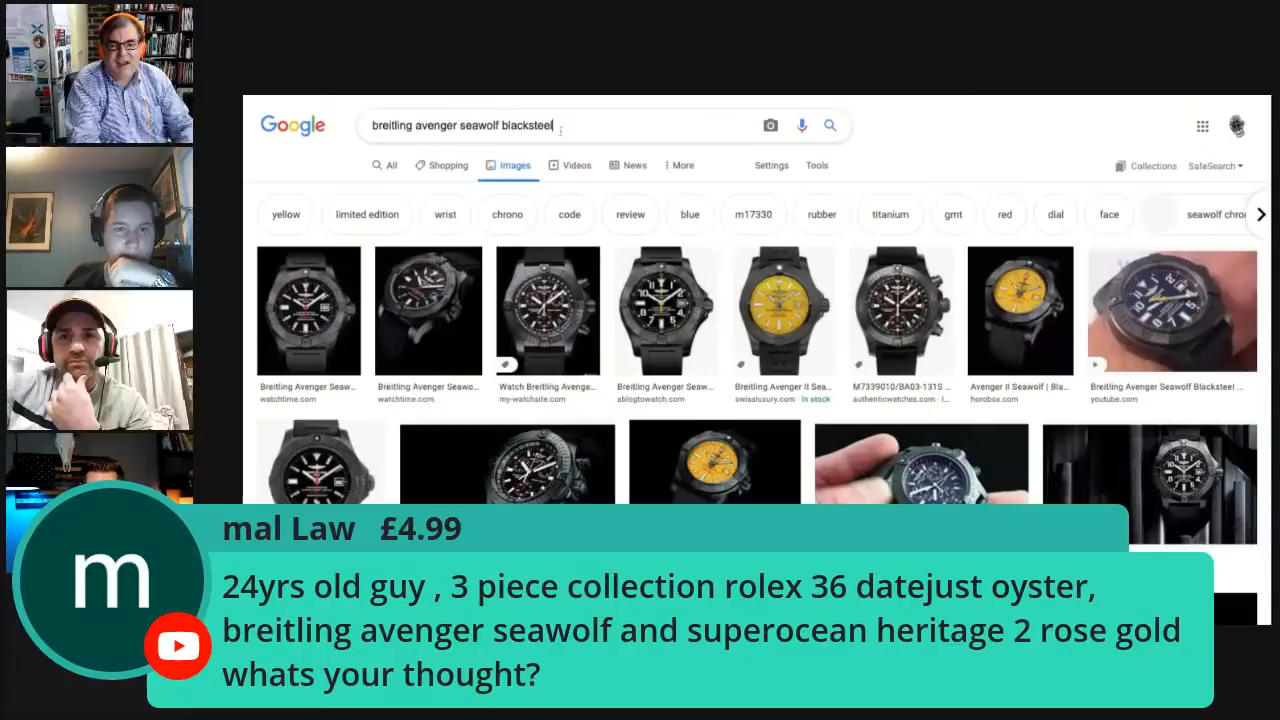 Google
breitling avenger seawolf blacksteel
All Shopping Images Videos News More Settings Tools Collections SafeSearch
yellow limited edition wrist chrono code review blue m17330 rubber titanium gmt red dial face seawolf chro
Breitling Avenger Seaw... Breitling Avenger Seawo... Watch Breitling Avenge... Breitling Avenger Seaw... Breitling Avenger II Sea... M7339010/BA03-131S ... Avenger II Seawolf | Bla... Breitling Avenger Seawolf Blacksteel ...
watchtime.com watchtime.com my-watchsite.com ablogtowatch.com swissluxury.com · In stock authenticwatches.com · I... horobox.com youtube.com
mal Law £4.99
m
24yrs old guy , 3 piece collection rolex 36 datejust oyster,
breitling avenger seawolf and superocean heritage 2 rose gold
whats your thought?